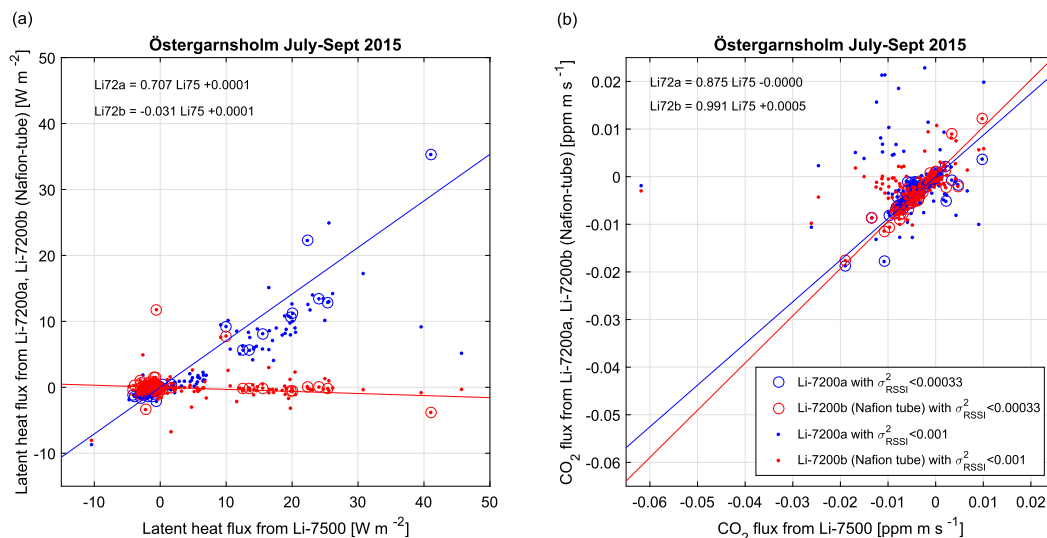 (a)
Östergarnsholm July-Sept 2015
Latent heat flux from Li-7200a, Li-7200b (Nafion-tube) [W m⁻²]
50
40
30
20
10
0
-10
Li72a = 0.707 Li75 +0.0001
Li72b = -0.031 Li75 +0.0001
-10 0 10 20 30 40 50
Latent heat flux from Li-7500 [W m ⁻²]
(b)
Östergarnsholm July-Sept 2015
CO₂ flux from Li-7200a, Li-7200b (Nafion-tube) [ppm m s⁻¹]
0.02
0.01
0
-0.01
-0.02
-0.03
-0.04
-0.05
-0.06
Li72a = 0.875 Li75 -0.0000
Li72b = 0.991 Li75 +0.0005
Li-7200a with σ²RSSI<0.00033
Li-7200b (Nafion tube) with σ²RSSI<0.00033
Li-7200a with σ²RSSI<0.001
Li-7200b (Nafion tube) with σ²RSSI<0.001
-0.06 -0.05 -0.04 -0.03 -0.02 -0.01 0 0.01 0.02
CO₂ flux from Li-7500 [ppm m s⁻¹]